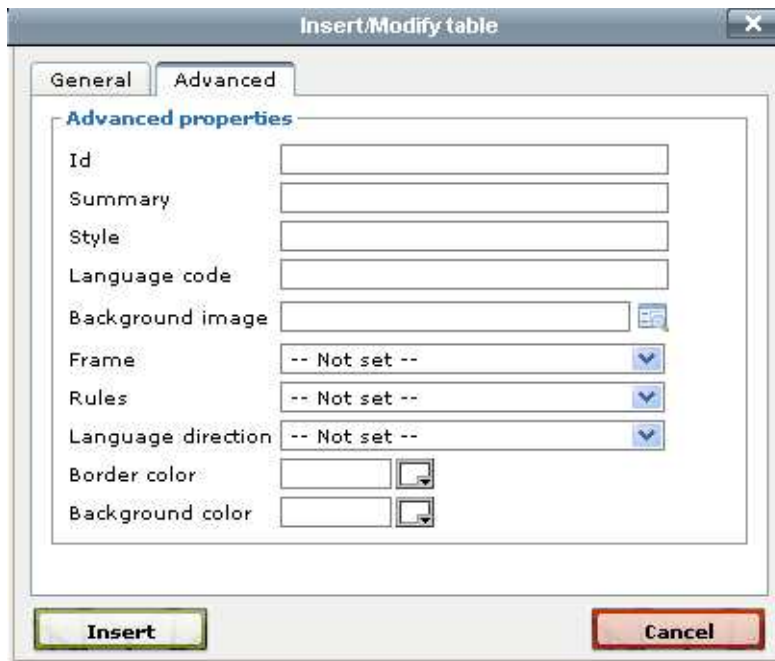 Insert/Modify table
General Advanced
Advanced properties
Id
Summary
Style
Language code
Background image
Frame -- Not set --
Rules -- Not set --
Language direction -- Not set --
Border color
Background color
Insert Cancel